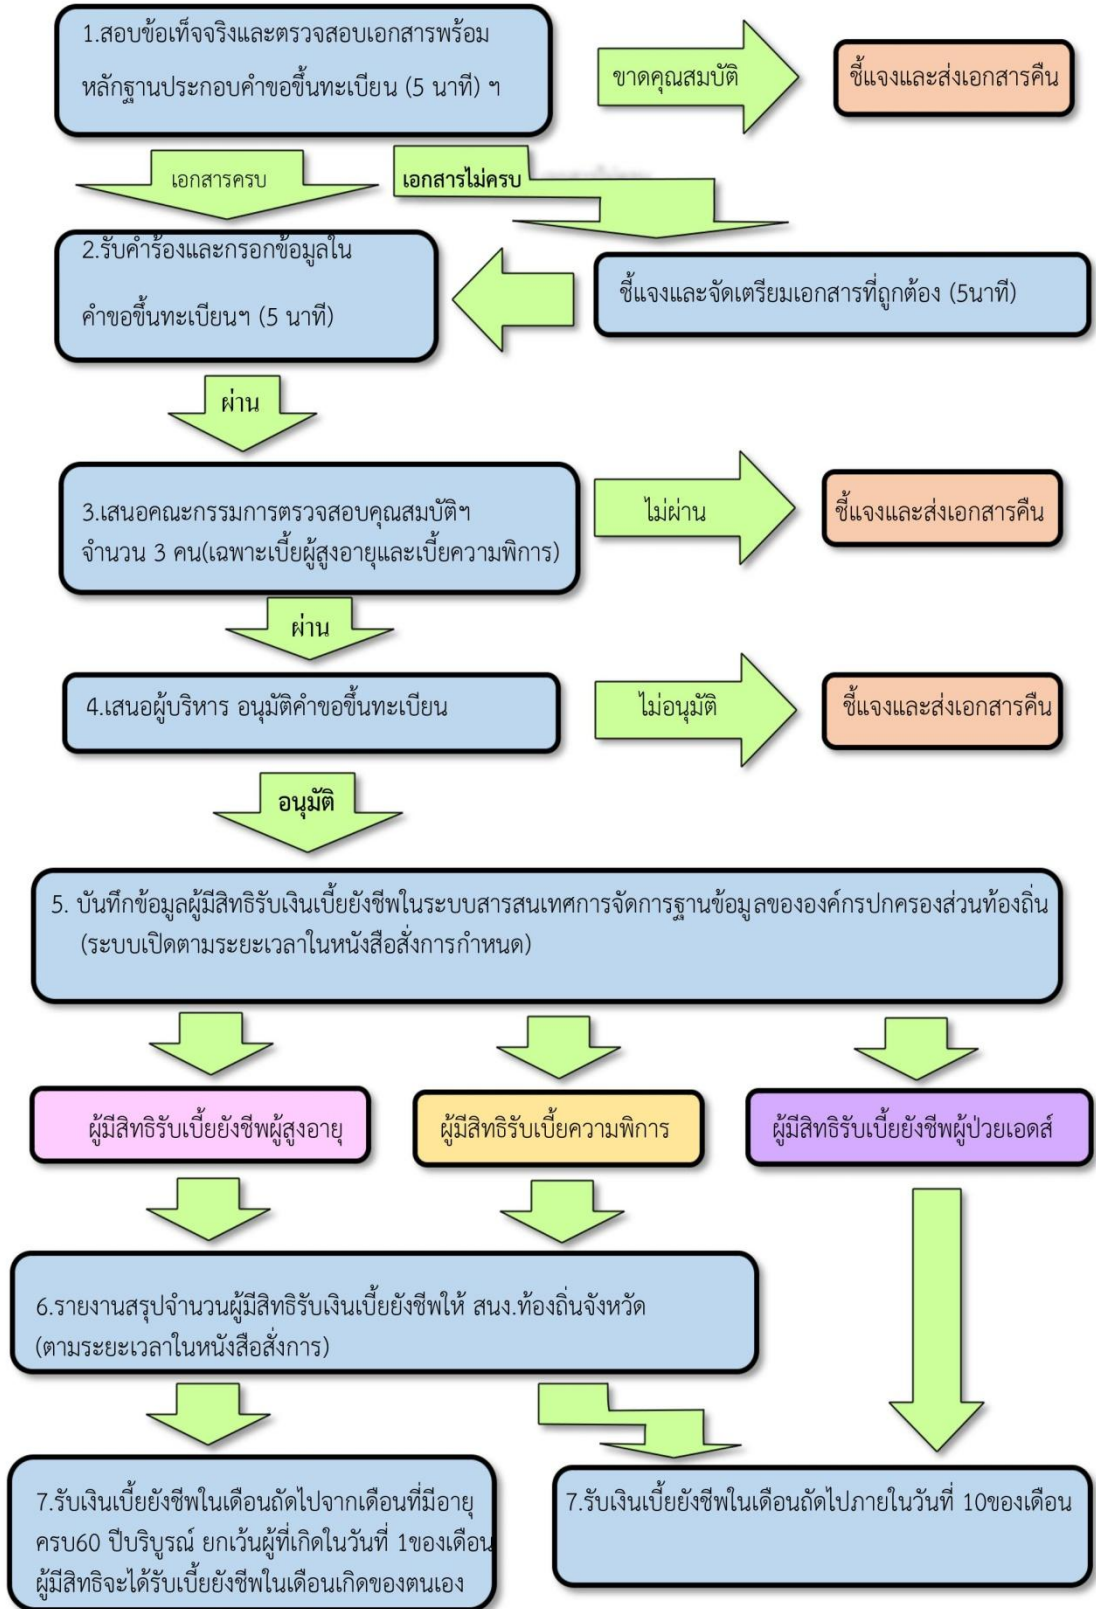 1.สอบข้อเท็จจริงและตรวจสอบเอกสารพร้อม
หลักฐานประกอบคำขอขึ้นทะเบียน (5 นาที) ฯ
ขาดคุณสมบัติ
ชี้แจงและส่งเอกสารคืน
เอกสารครบ
เอกสารไม่ครบ
2.รับคำร้องและกรอกข้อมูลใน
คำขอขึ้นทะเบียนฯ (5 นาที)
ชี้แจงและจัดเตรียมเอกสารที่ถูกต้อง (5นาที)
ผ่าน
3.เสนอคณะกรรมการตรวจสอบคุณสมบัติฯ
จำนวน 3 คน(เฉพาะเบี้ยผู้สูงอายุและเบี้ยความพิการ)
ไม่ผ่าน
ชี้แจงและส่งเอกสารคืน
ผ่าน
4.เสนอผู้บริหาร อนุมัติคำขอขึ้นทะเบียน
ไม่อนุมัติ
ชี้แจงและส่งเอกสารคืน
อนุมัติ
5. บันทึกข้อมูลผู้มีสิทธิรับเงินเบี้ยยังชีพในระบบสารสนเทศการจัดการฐานข้อมูลขององค์กรปกครองส่วนท้องถิ่น
(ระบบเปิดตามระยะเวลาในหนังสือสั่งการกำหนด)
ผู้มีสิทธิรับเบี้ยยังชีพผู้สูงอายุ
ผู้มีสิทธิรับเบี้ยความพิการ
ผู้มีสิทธิรับเบี้ยยังชีพผู้ป่วยเอดส์
6.รายงานสรุปจำนวนผู้มีสิทธิรับเงินเบี้ยยังชีพให้ สนง.ท้องถิ่นจังหวัด
(ตามระยะเวลาในหนังสือสั่งการ)
7.รับเงินเบี้ยยังชีพในเดือนถัดไปจากเดือนที่มีอายุ
ครบ60 ปีบริบูรณ์ ยกเว้นผู้ที่เกิดในวันที่ 1ของเดือน
ผู้มีสิทธิจะได้รับเบี้ยยังชีพในเดือนเกิดของตนเอง
7.รับเงินเบี้ยยังชีพในเดือนถัดไปภายในวันที่ 10ของเดือน